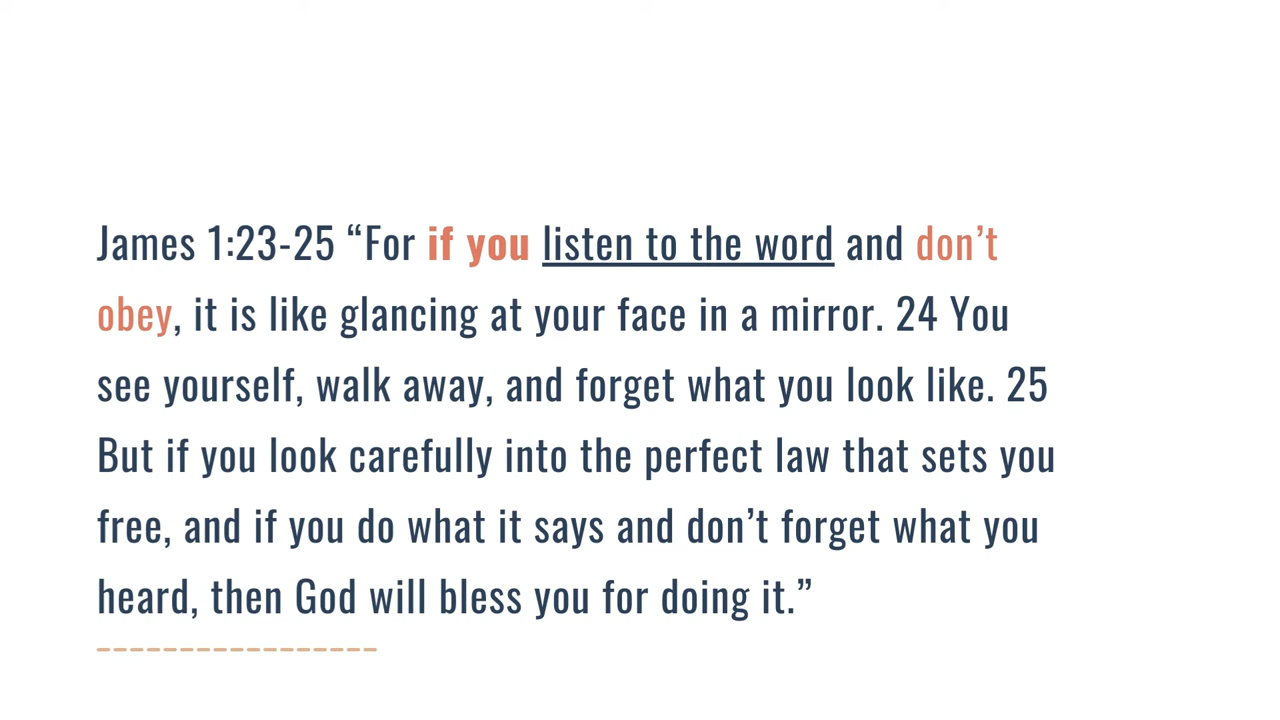 James 1:23-25 “For if you listen to the word and don’t
obey, it is like glancing at your face in a mirror. 24 You
see yourself, walk away, and forget what you look like. 25
But if you look carefully into the perfect law that sets you
free, and if you do what it says and don’t forget what you
heard, then God will bless you for doing it.”